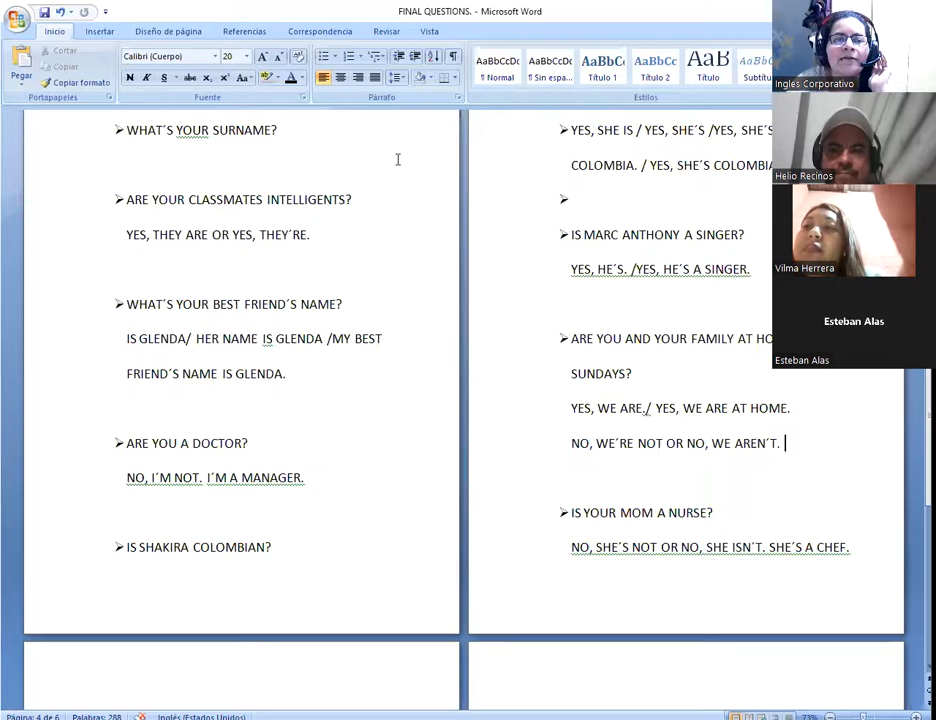 FINAL QUESTIONS. - Microsoft Word
Inicio Insertar Diseño de página Referencias Correspondencia Revisar Vista
Pegar
Cortar
Copiar
Copiar formato
Portapapeles
Calibri (Cuerpo) 20
Fuente
Párrafo
AaBbCcDc AaBbCcDc AaBbCc AaBbCc AaB AaBbCc
¶ Normal ¶ Sin espa... Título 1 Título 2 Título Subtít
Estilos
WHAT´S YOUR SURNAME?
ARE YOUR CLASSMATES INTELLIGENTS?
YES, THEY ARE OR YES, THEY´RE.
WHAT´S YOUR BEST FRIEND´S NAME?
IS GLENDA/ HER NAME IS GLENDA /MY BEST
FRIEND´S NAME IS GLENDA.
ARE YOU A DOCTOR?
NO, I´M NOT. I´M A MANAGER.
IS SHAKIRA COLOMBIAN?
YES, SHE IS / YES, SHE´S /YES, SHE´S
COLOMBIA. / YES, SHE´S COLOMBIA
IS MARC ANTHONY A SINGER?
YES, HE´S. /YES, HE´S A SINGER.
ARE YOU AND YOUR FAMILY AT HO
SUNDAYS?
YES, WE ARE./ YES, WE ARE AT HOME.
NO, WE´RE NOT OR NO, WE AREN´T.
IS YOUR MOM A NURSE?
NO, SHE´S NOT OR NO, SHE ISN´T. SHE´S A CHEF.
Ingles Corporativo
Helio Recinos
Vilma Herrera
Esteban Alas
Esteban Alas
Página: 4 de 6 Palabras: 288 Inglés (Estados Unidos) 73%